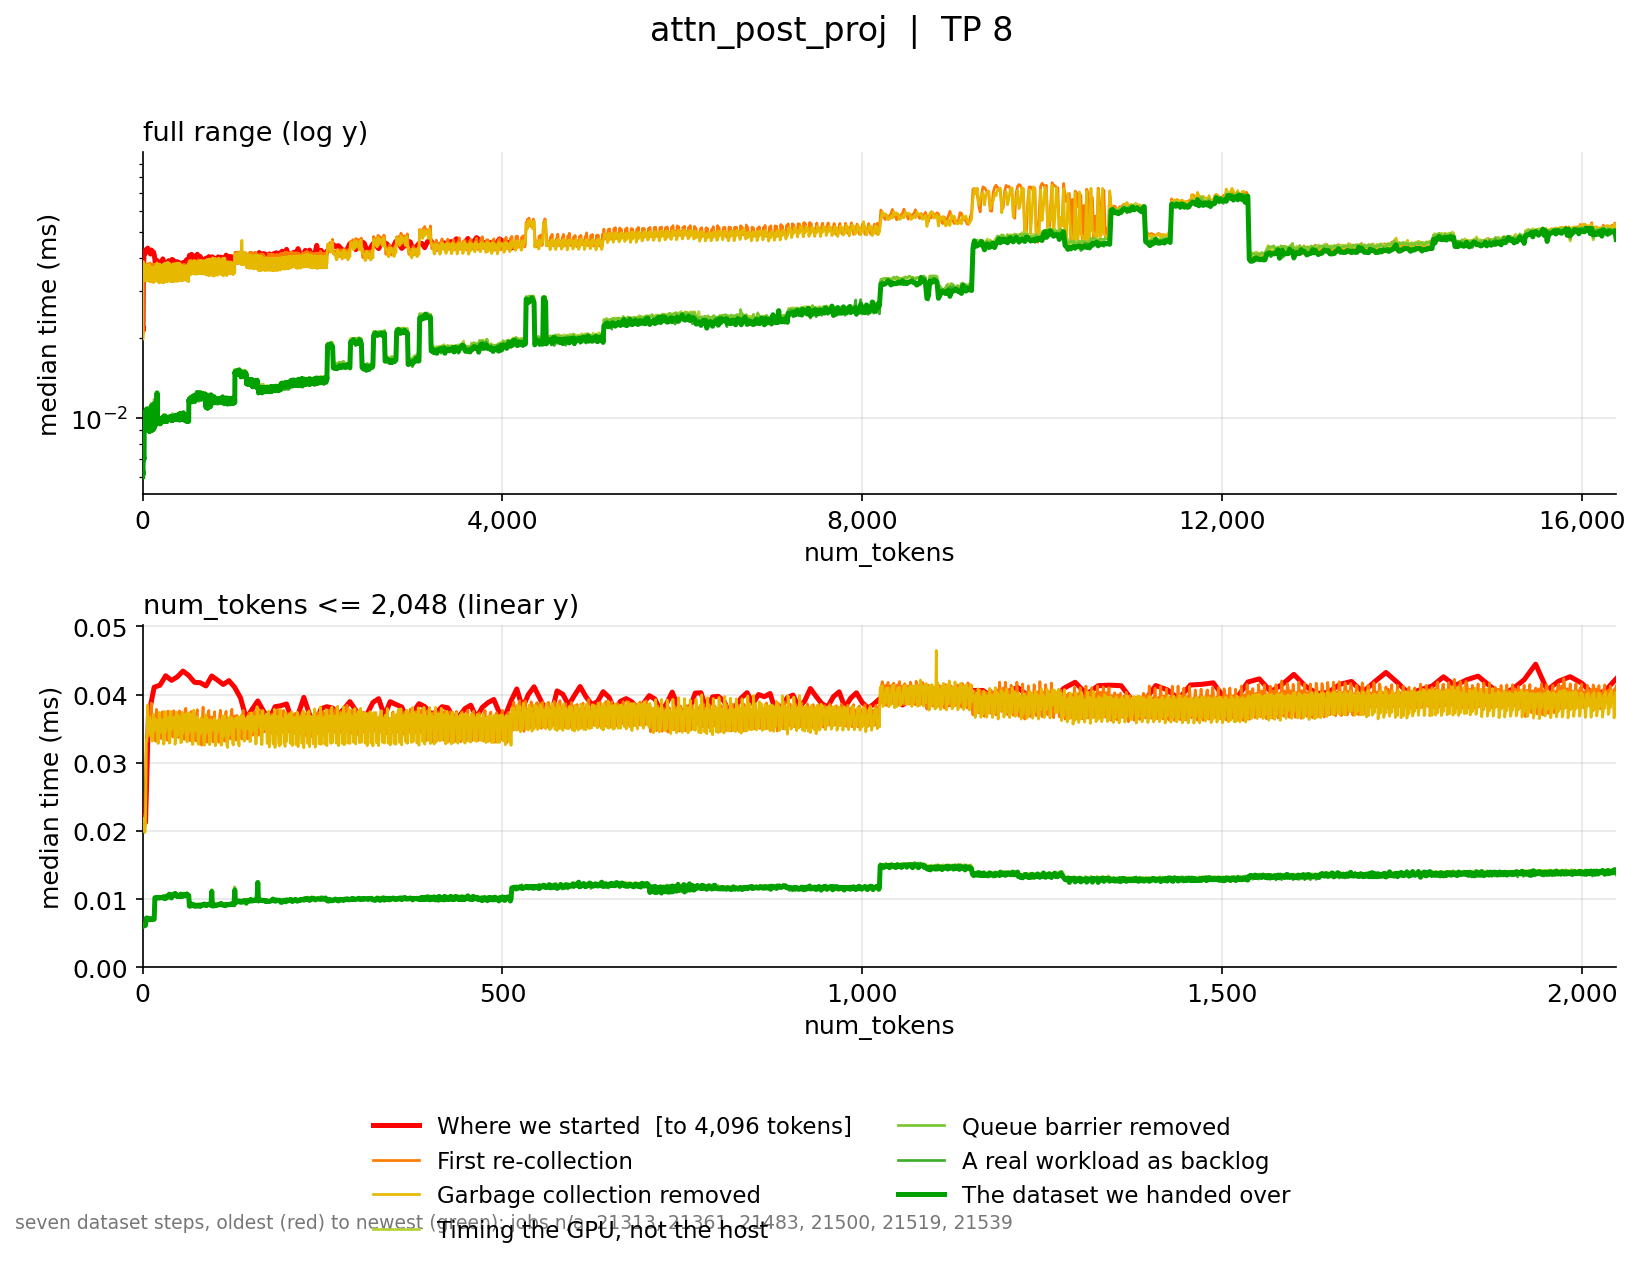 attn_post_proj | TP 8
full range (log y)
median time (ms)
10⁻²
0 4,000 8,000 12,000 16,000
num_tokens
num_tokens <= 2,048 (linear y)
median time (ms)
0.05
0.04
0.03
0.02
0.01
0.00
0 500 1,000 1,500 2,000
num_tokens
Where we started [to 4,096 tokens]
First re-collection
Garbage collection removed
Timing the GPU, not the host
Queue barrier removed
A real workload as backlog
The dataset we handed over
seven dataset steps, oldest (red) to newest (green); jobs n/a, 21313, 21361, 21483, 21500, 21519, 21539